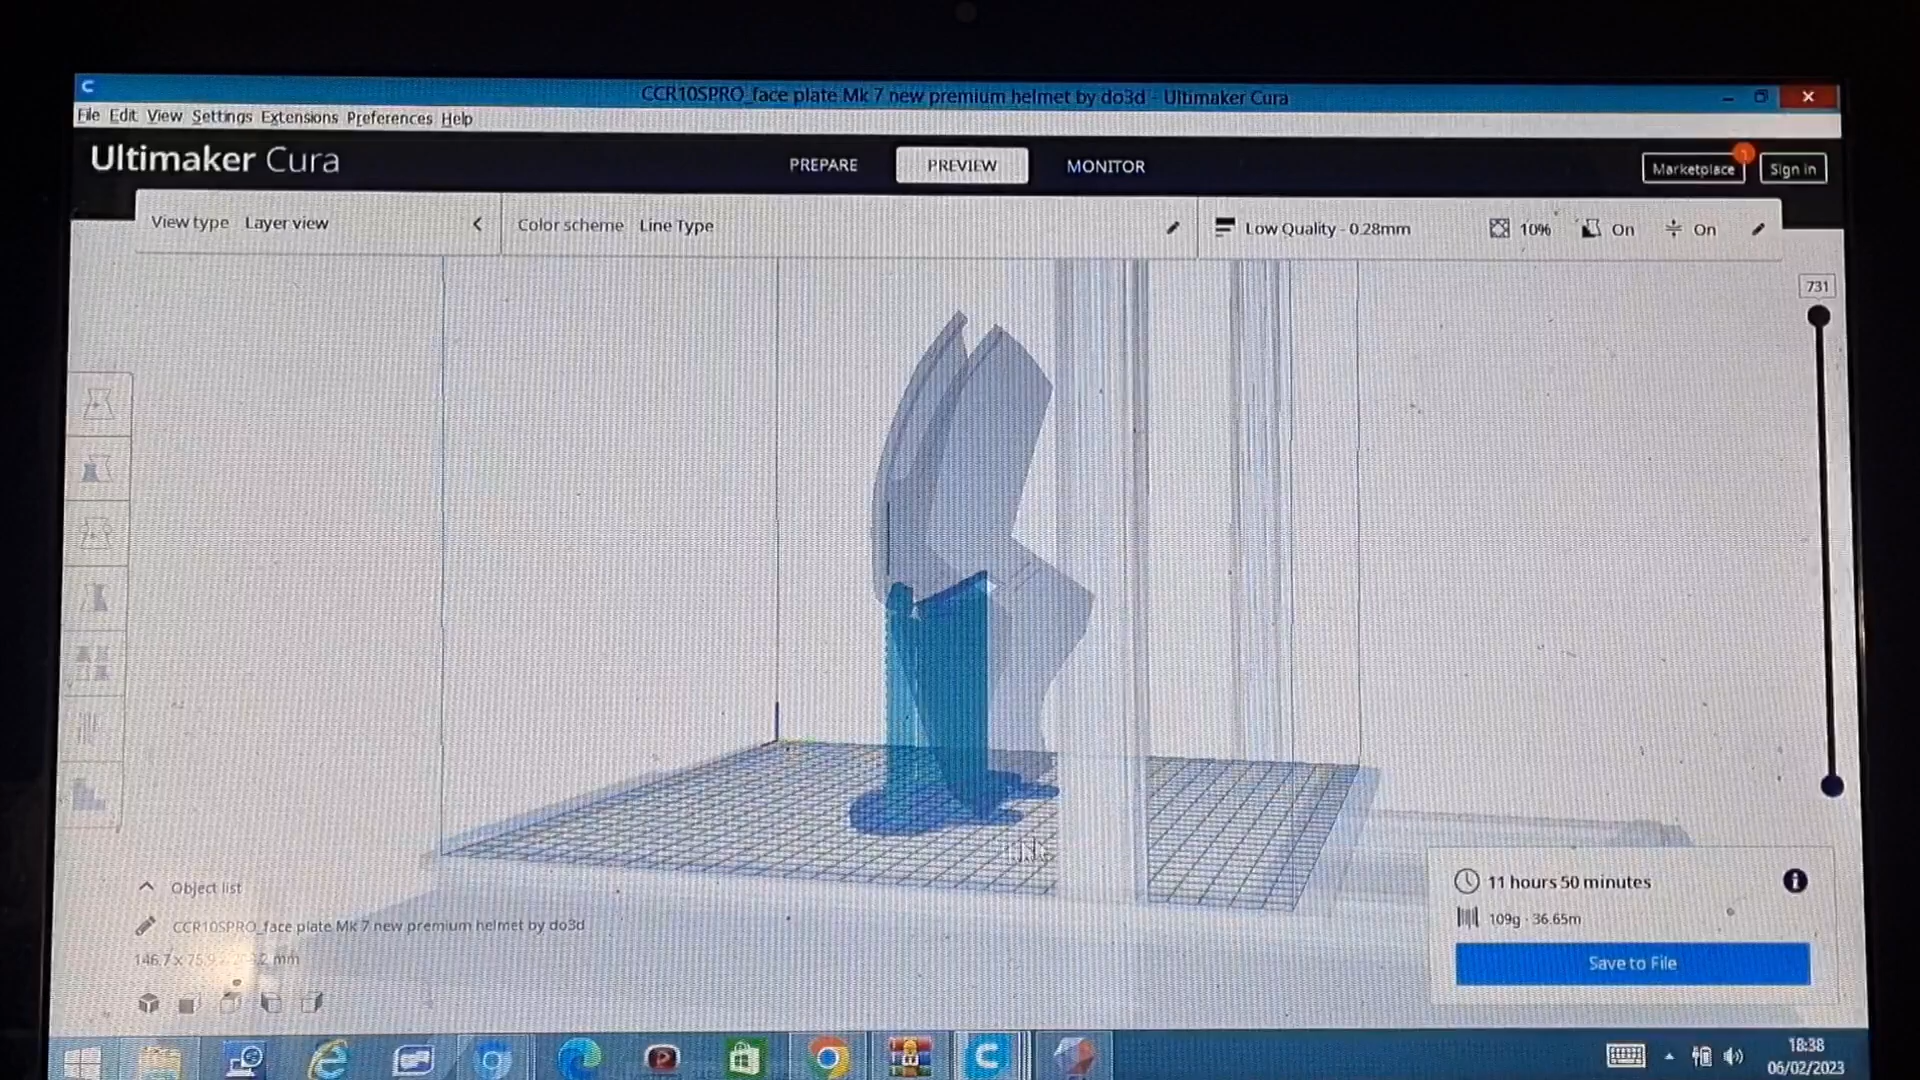 CCR10SPRO_face plate Mk 7 new premium helmet by do3d - Ultimaker Cura
File Edit View Settings Extensions Preferences Help
Ultimaker Cura
PREPARE PREVIEW MONITOR
1
Marketplace Sign in
View type Layer view
Color scheme Line Type
Low Quality - 0.28mm 10% On On
731
Object list
CCR10SPRO_face plate Mk 7 new premium helmet by do3d
146.7 x mm
11 hours 50 minutes
109g · 36.65m
Save to File
18:38
06/02/2023